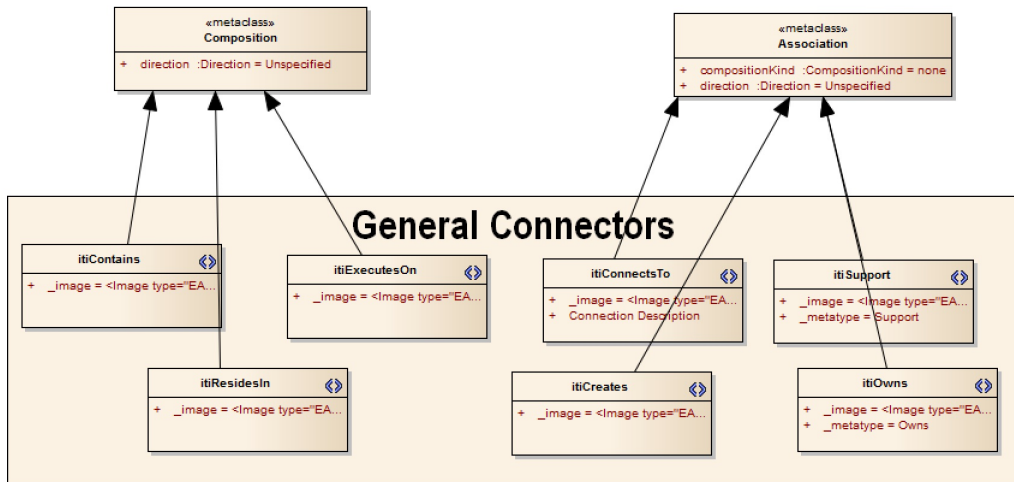 «metaclass»
Composition
+ direction :Direction = Unspecified
«metaclass»
Association
+ compositionKind :CompositionKind = none
+ direction :Direction = Unspecified
General Connectors
itiContains
+ _image = <Image type="EA...
itiExecutesOn
+ _image = <Image type="EA...
itiConnectsTo
+ _image = <Image type="EA...
+ Connection Description
itiSupport
+ _image = <Image type="EA...
+ _metatype = Support
itiResidesIn
+ _image = <Image type="EA...
itiCreates
+ _image = <Image type="EA...
itiOwns
+ _image = <Image type="EA...
+ _metatype = Owns